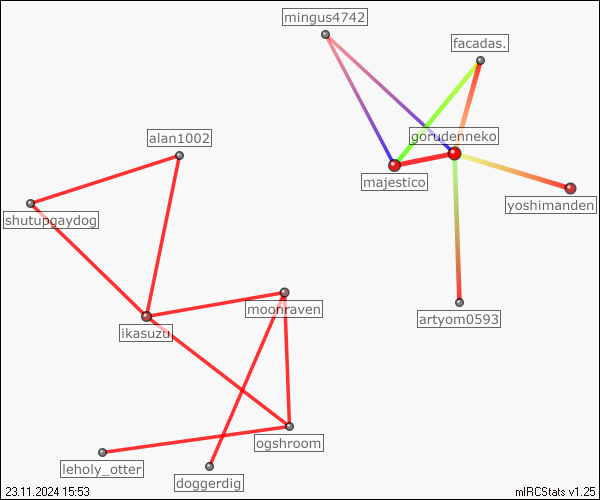 mingus4742
facadas.
gorudenneko
alan1002
majestico
yoshimanden
shutupgaydog
moonraven
artyom0593
ikasuzu
ogshroom
leholy_otter
doggerdig
23.11.2024 15:53
mIRCStats v1.25